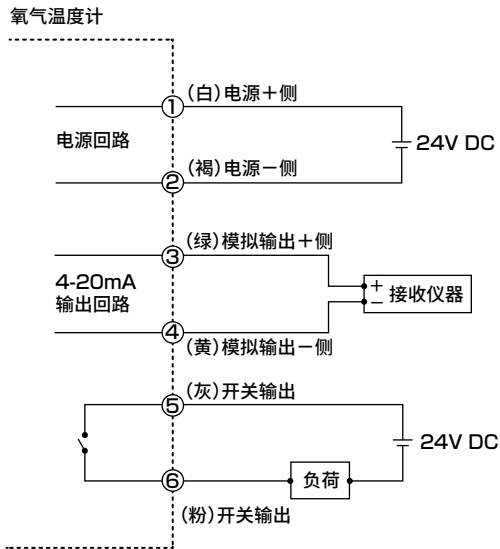 氧气温度计
①
(白)电源＋侧
电源回路
24V DC
②
(褐)电源－侧
③
(绿)模拟输出＋侧
4-20mA
输出回路
＋
－
接收仪器
④
(黄)模拟输出－侧
⑤
(灰)开关输出
24V DC
⑥
负荷
(粉)开关输出